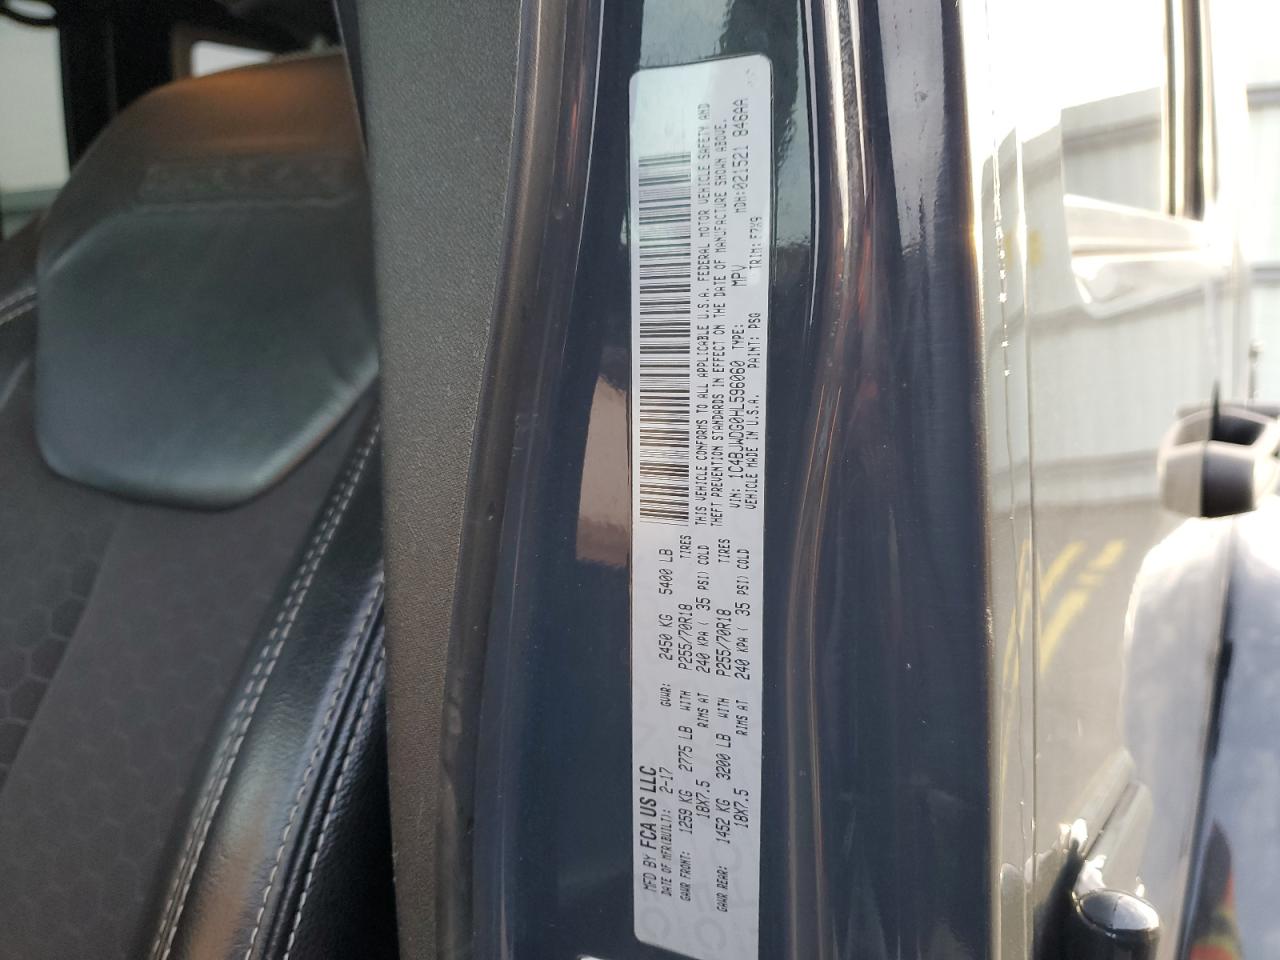 MFD BY FCA US LLC
DATE OF MFR(BUILT): 2-17 GVWR: 2450 KG 5400 LB
GAWR FRONT: 1259 KG 2775 LB WITH P255/70R18 TIRES
18X7.5 RIMS AT 240 KPA ( 35 PSI) COLD
GAWR REAR: 1452 KG 3200 LB WITH P255/70R18 TIRES
18X7.5 RIMS AT 240 KPA ( 35 PSI) COLD
THIS VEHICLE CONFORMS TO ALL APPLICABLE U.S.A. FEDERAL MOTOR VEHICLE SAFETY AND
THEFT PREVENTION STANDARDS IN EFFECT ON THE DATE OF MANUFACTURE SHOWN ABOVE.
VIN: 1C4BJWDG0HL596060 TYPE: MPV MDH:021521 846AA
VEHICLE MADE IN U.S.A. PAINT: PSG TRIM: F7X9